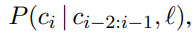 P(c_i | c_{i−2:i−1}, ℓ),